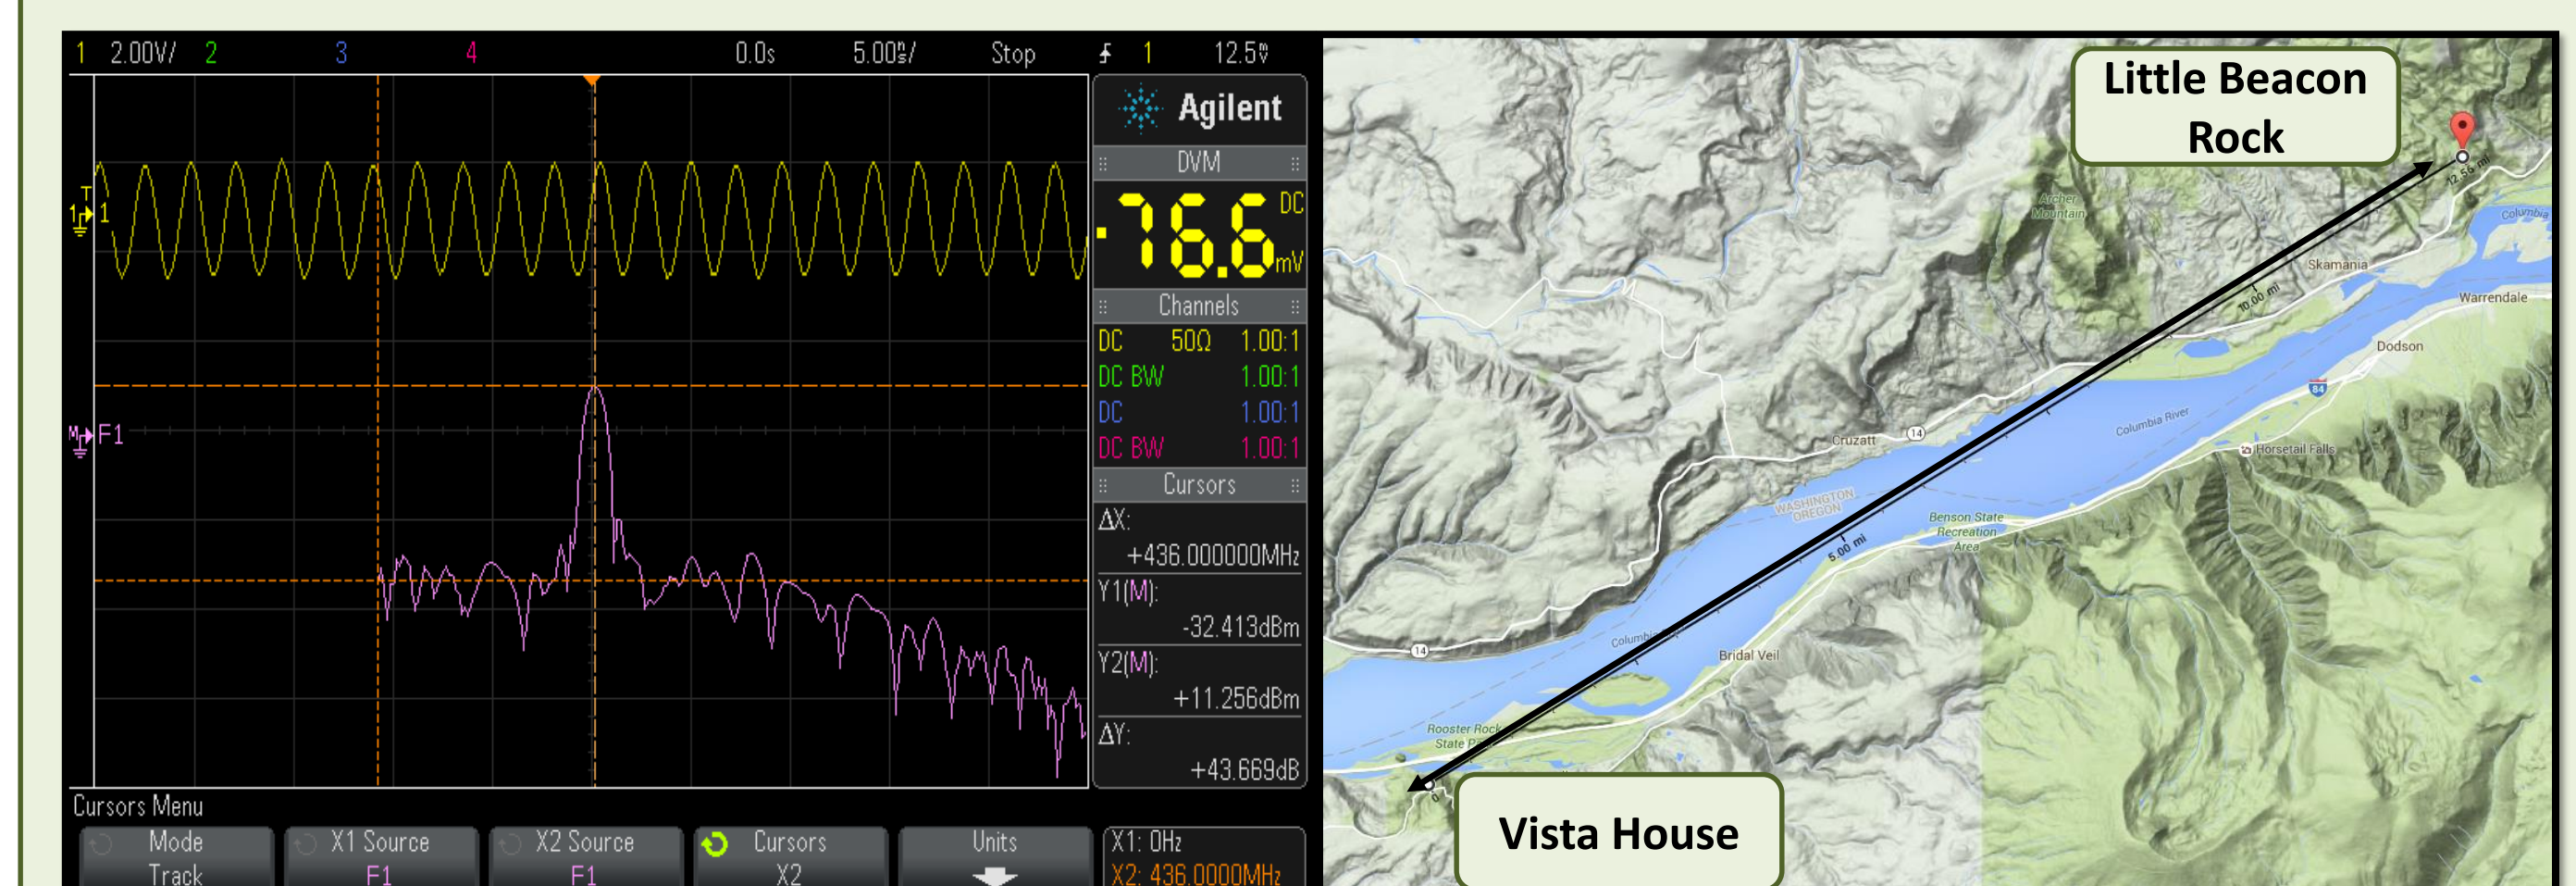 1 2.00V/ 2 3 4 0.0s 5.00ns/ Stop 1 12.5V
Agilent
DVM
DC
-76.6
mV
Channels
DC 50Ω 1.00:1
DC BW 1.00:1
DC 1.00:1
DC BW 1.00:1
Cursors
ΔX:
+436.000000MHz
Y1(M):
-32.413dBm
Y2(M):
+11.256dBm
ΔY:
+43.669dB
T
1
1
M F1
Cursors Menu
Mode
Track
X1 Source
F1
X2 Source
F1
Cursors
X2
Units
X1: 0Hz
X2: 436.0000MHz
Little Beacon
Rock
12.56 mi
Archer
Mountain
Columbia
Skamania
10.00 mi
Warrendale
Dodson
84
Columbia River
14
Cruzatt
Horsetail Falls
WASHINGTON
OREGON
Benson State
Recreation
Area
5.00 mi
14
Bridal Veil
Rooster Rock
0
Vista House